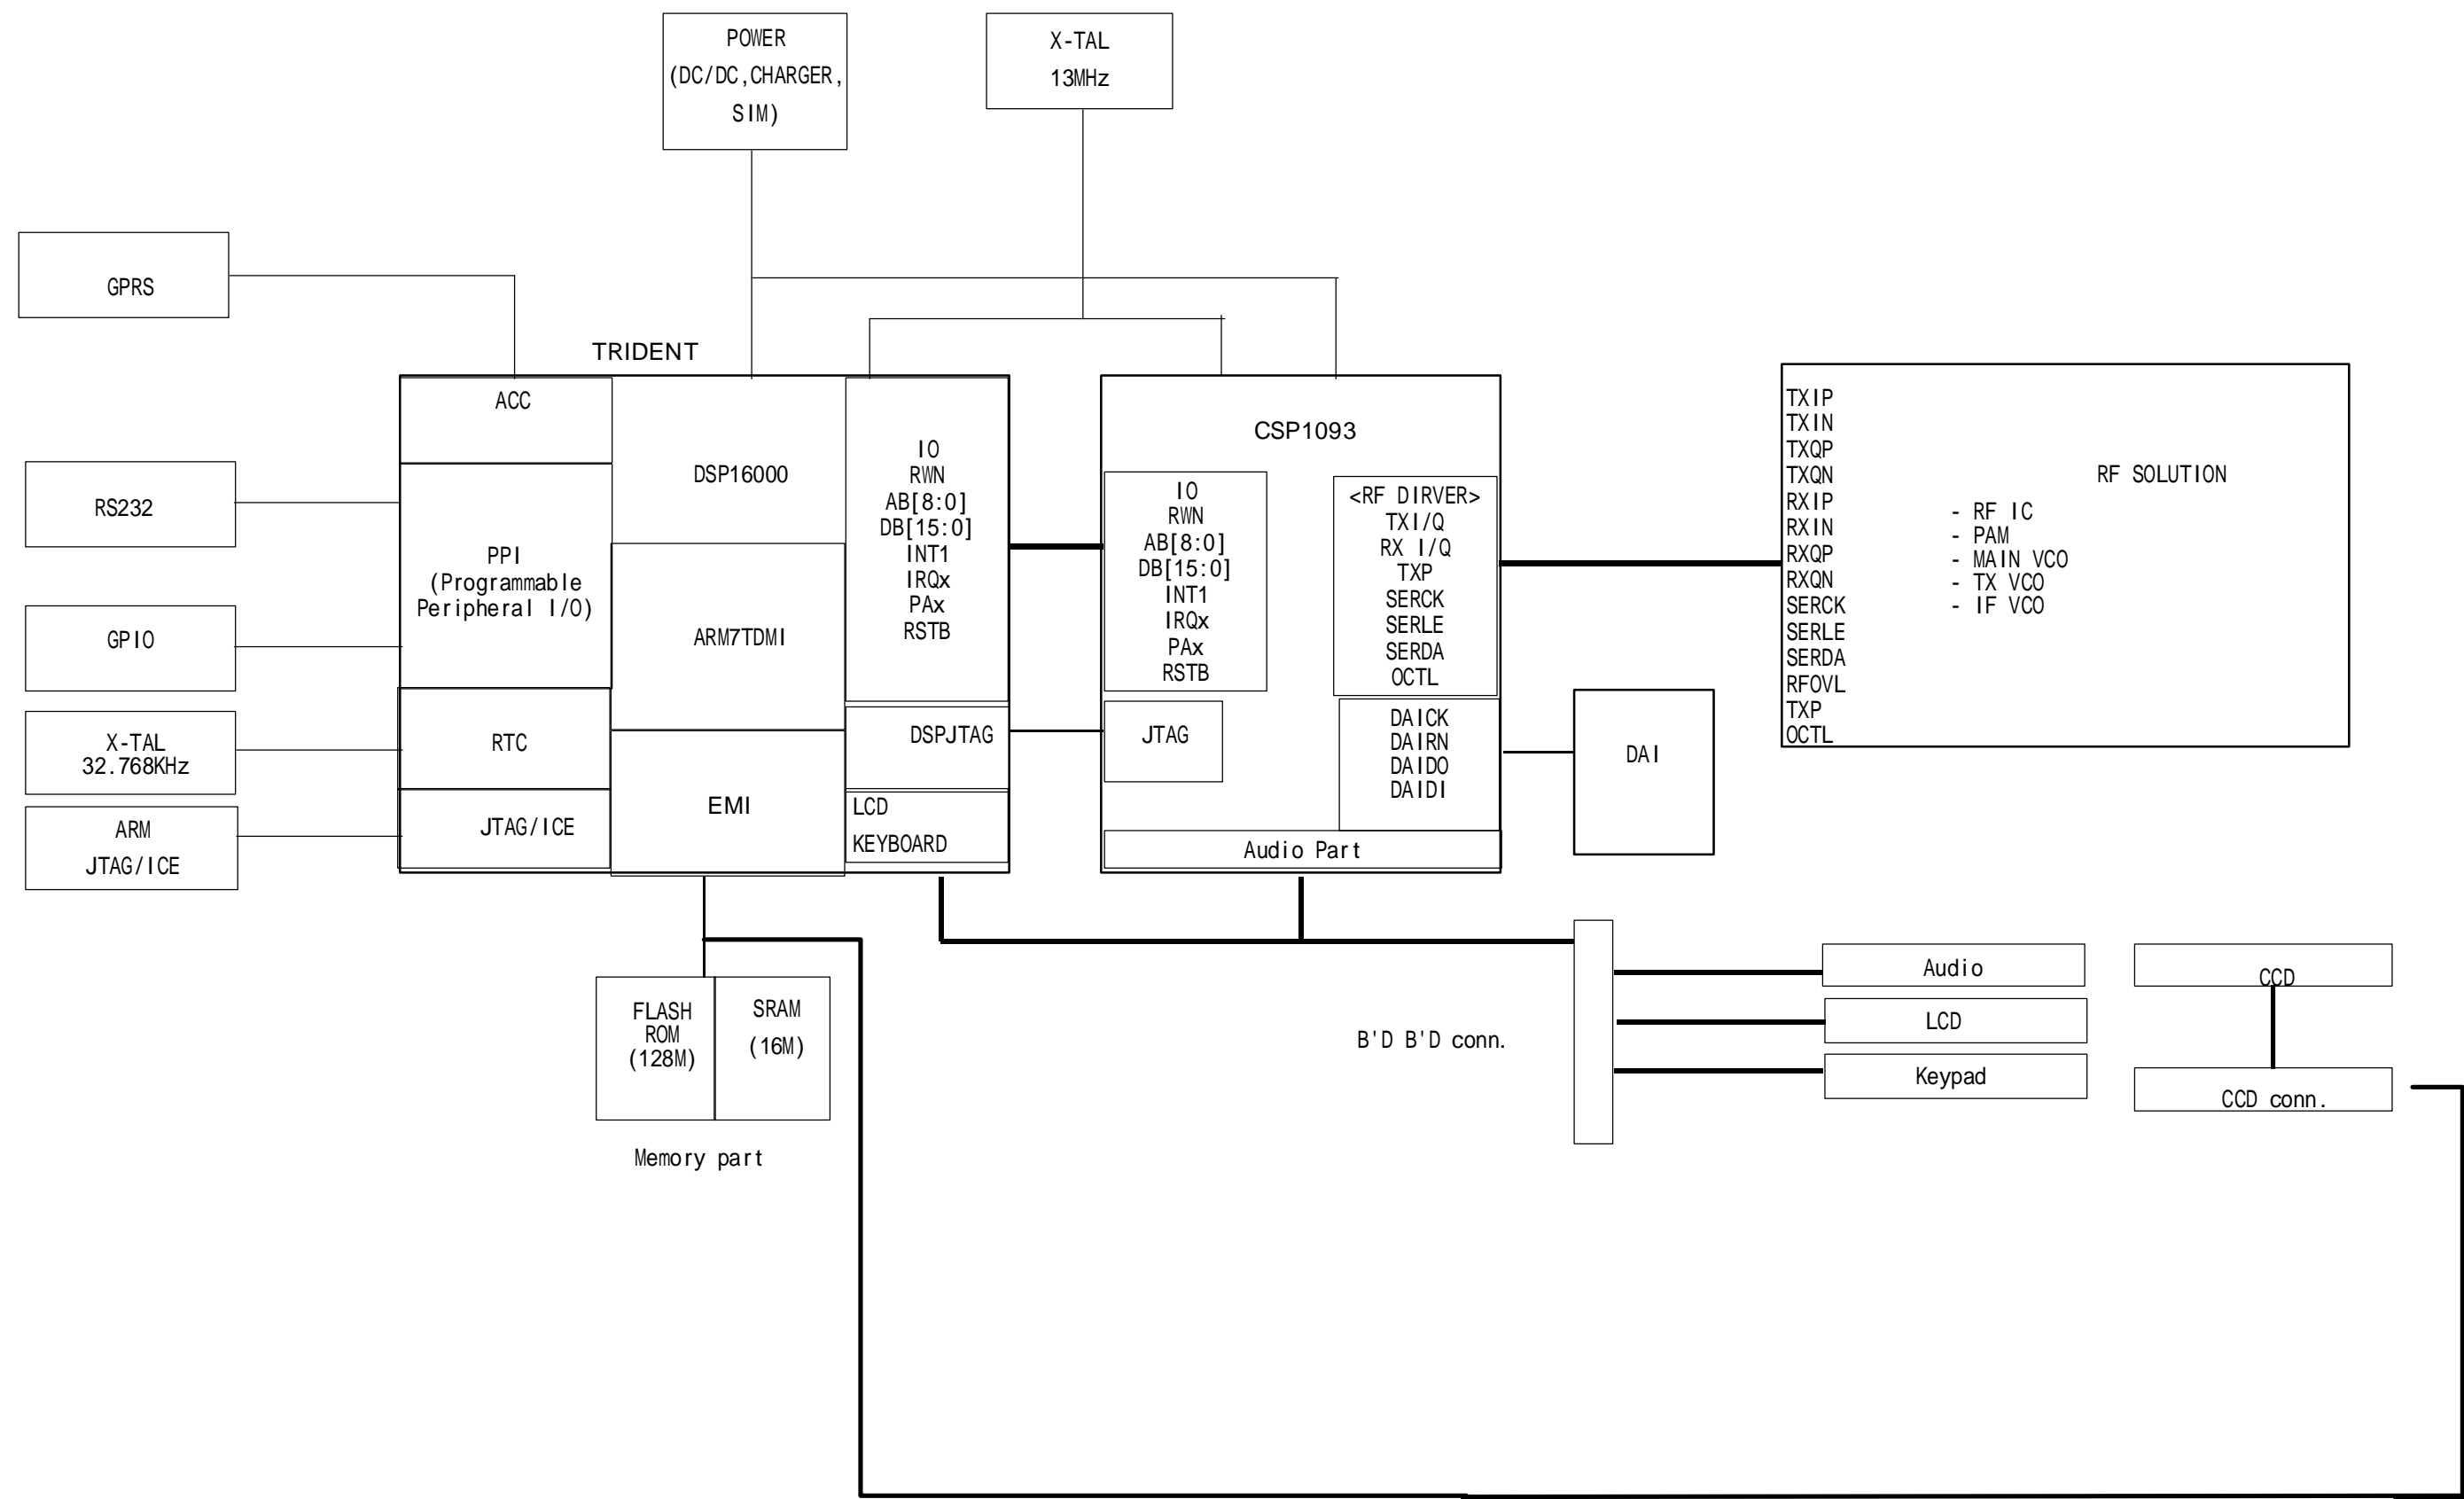 POWER
(DC/DC,CHARGER,
SIM)
X-TAL
13MHz
GPRS
TRIDENT
ACC
DSP16000
IO
RWN
AB[8:0]
DB[15:0]
INT1
IRQx
PAx
RSTB
RS232
PPI
(Programmable
Peripheral I/O)
GPIO
ARM7TDMI
X-TAL
32.768KHz
RTC
DSPJTAG
ARM
JTAG/ICE
JTAG/ICE
EMI
LCD
KEYBOARD
CSP1093
IO
RWN
AB[8:0]
DB[15:0]
INT1
IRQx
PAx
RSTB
<RF DIRVER>
TXI/Q
RX I/Q
TXP
SERCK
SERLE
SERDA
OCTL
JTAG
DAICK
DAIRN
DAIDO
DAIDI
Audio Part
DAI
TXIP
TXIN
TXQP
TXQN
RXIP
RXIN
RXQP
RXQN
SERCK
SERLE
SERDA
RFOVL
TXP
OCTL
RF SOLUTION
- RF IC
- PAM
- MAIN VCO
- TX VCO
- IF VCO
FLASH
ROM
(128M)
SRAM
(16M)
Memory part
B'D B'D conn.
Audio
LCD
Keypad
CCD
CCD conn.